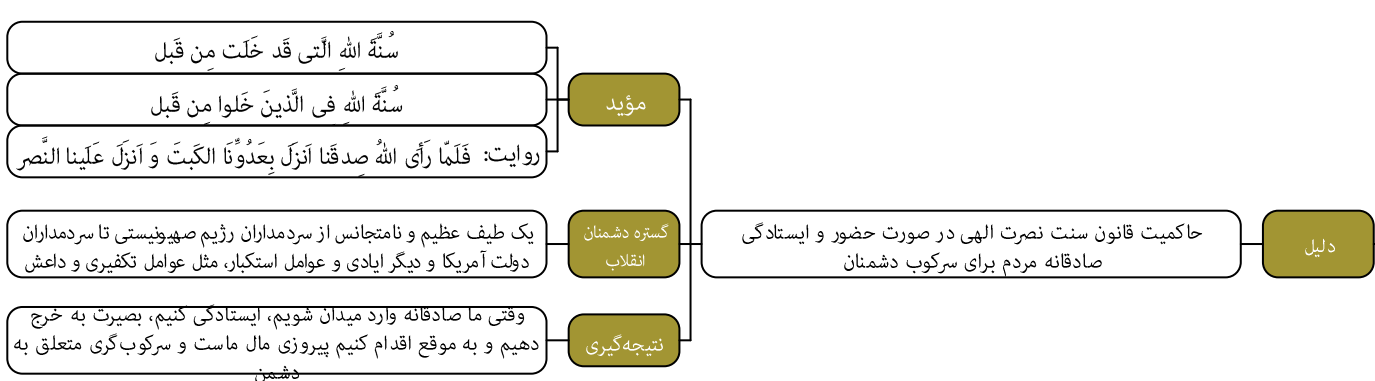 دلیل
حاکمیت قانون سنت نصرت الهی در صورت حضور و ایستادگی
صادقانه مردم برای سرکوب دشمنان
مؤید
سُنَّةَ اللهِ الَّتی قَد خَلَت مِن قَبل
سُنَّةَ اللهِ فِی الَّذینَ خَلَوا مِن قَبل
روایت: فَلَمّا رَأَی اللهُ صِدقَنا اَنزَلَ بِعَدُوِّنَا الکَبتَ وَ اَنزَلَ عَلَینا النَّصر
گستره دشمنان
انقلاب
یک طیف عظیم و نامتجانس از سردمداران رژیم صهیونیستی تا سردمداران
دولت آمریکا و دیگر ایادی و عوامل استکبار، مثل عوامل تکفیری و داعش
نتیجه‌گیری
وقتی ما صادقانه وارد میدان شویم، ایستادگی کنیم، بصیرت به خرج
دهیم و به موقع اقدام کنیم پیروزی مال ماست و سرکوب‌گری متعلق به
دشمن